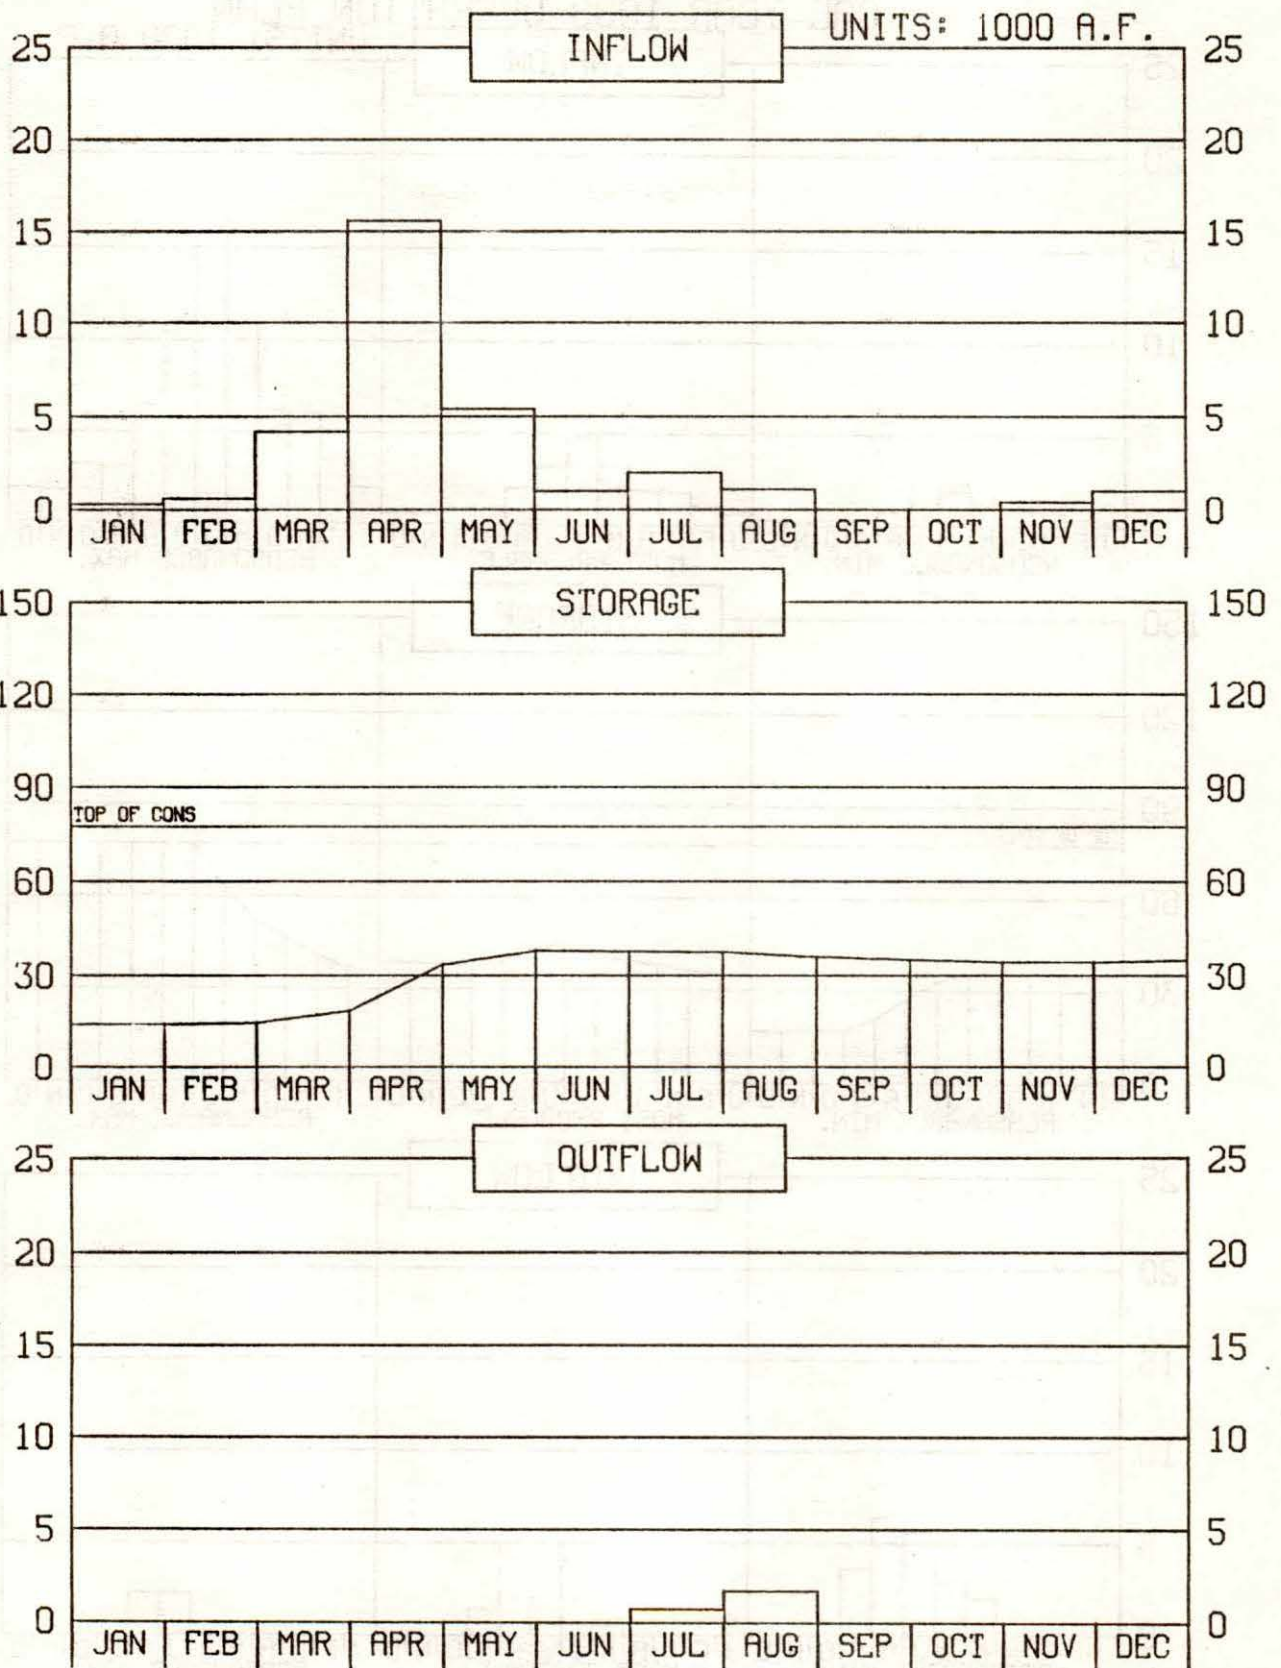 INFLOW
UNITS: 1000 A.F.
25 25
20 20
15 15
10 10
5 5
0 0
JAN FEB MAR APR MAY JUN JUL AUG SEP OCT NOV DEC
STORAGE
150 150
120 120
90 90
TOP OF CONS
60 60
30 30
0 0
JAN FEB MAR APR MAY JUN JUL AUG SEP OCT NOV DEC
OUTFLOW
25 25
20 20
15 15
10 10
5 5
0 0
JAN FEB MAR APR MAY JUN JUL AUG SEP OCT NOV DEC